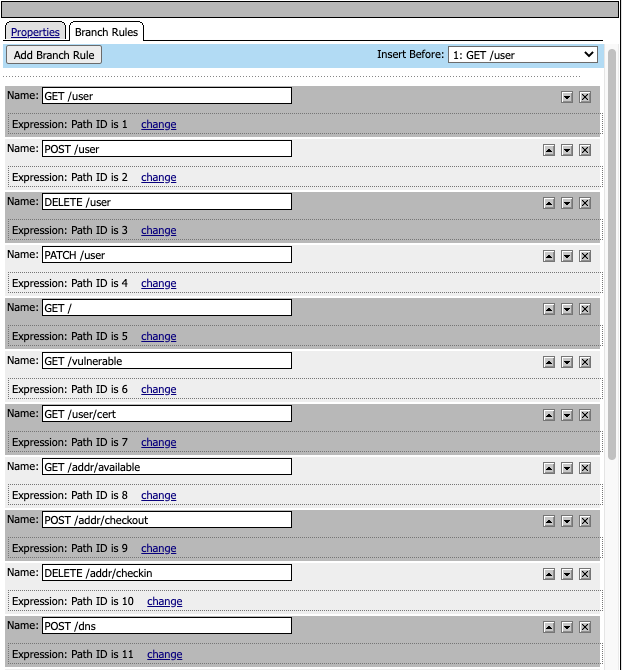 Properties Branch Rules
Add Branch Rule Insert Before: 1: GET /user
Name: GET /user
Expression: Path ID is 1 change
Name: POST /user
Expression: Path ID is 2 change
Name: DELETE /user
Expression: Path ID is 3 change
Name: PATCH /user
Expression: Path ID is 4 change
Name: GET /
Expression: Path ID is 5 change
Name: GET /vulnerable
Expression: Path ID is 6 change
Name: GET /user/cert
Expression: Path ID is 7 change
Name: GET /addr/available
Expression: Path ID is 8 change
Name: POST /addr/checkout
Expression: Path ID is 9 change
Name: DELETE /addr/checkin
Expression: Path ID is 10 change
Name: POST /dns
Expression: Path ID is 11 change